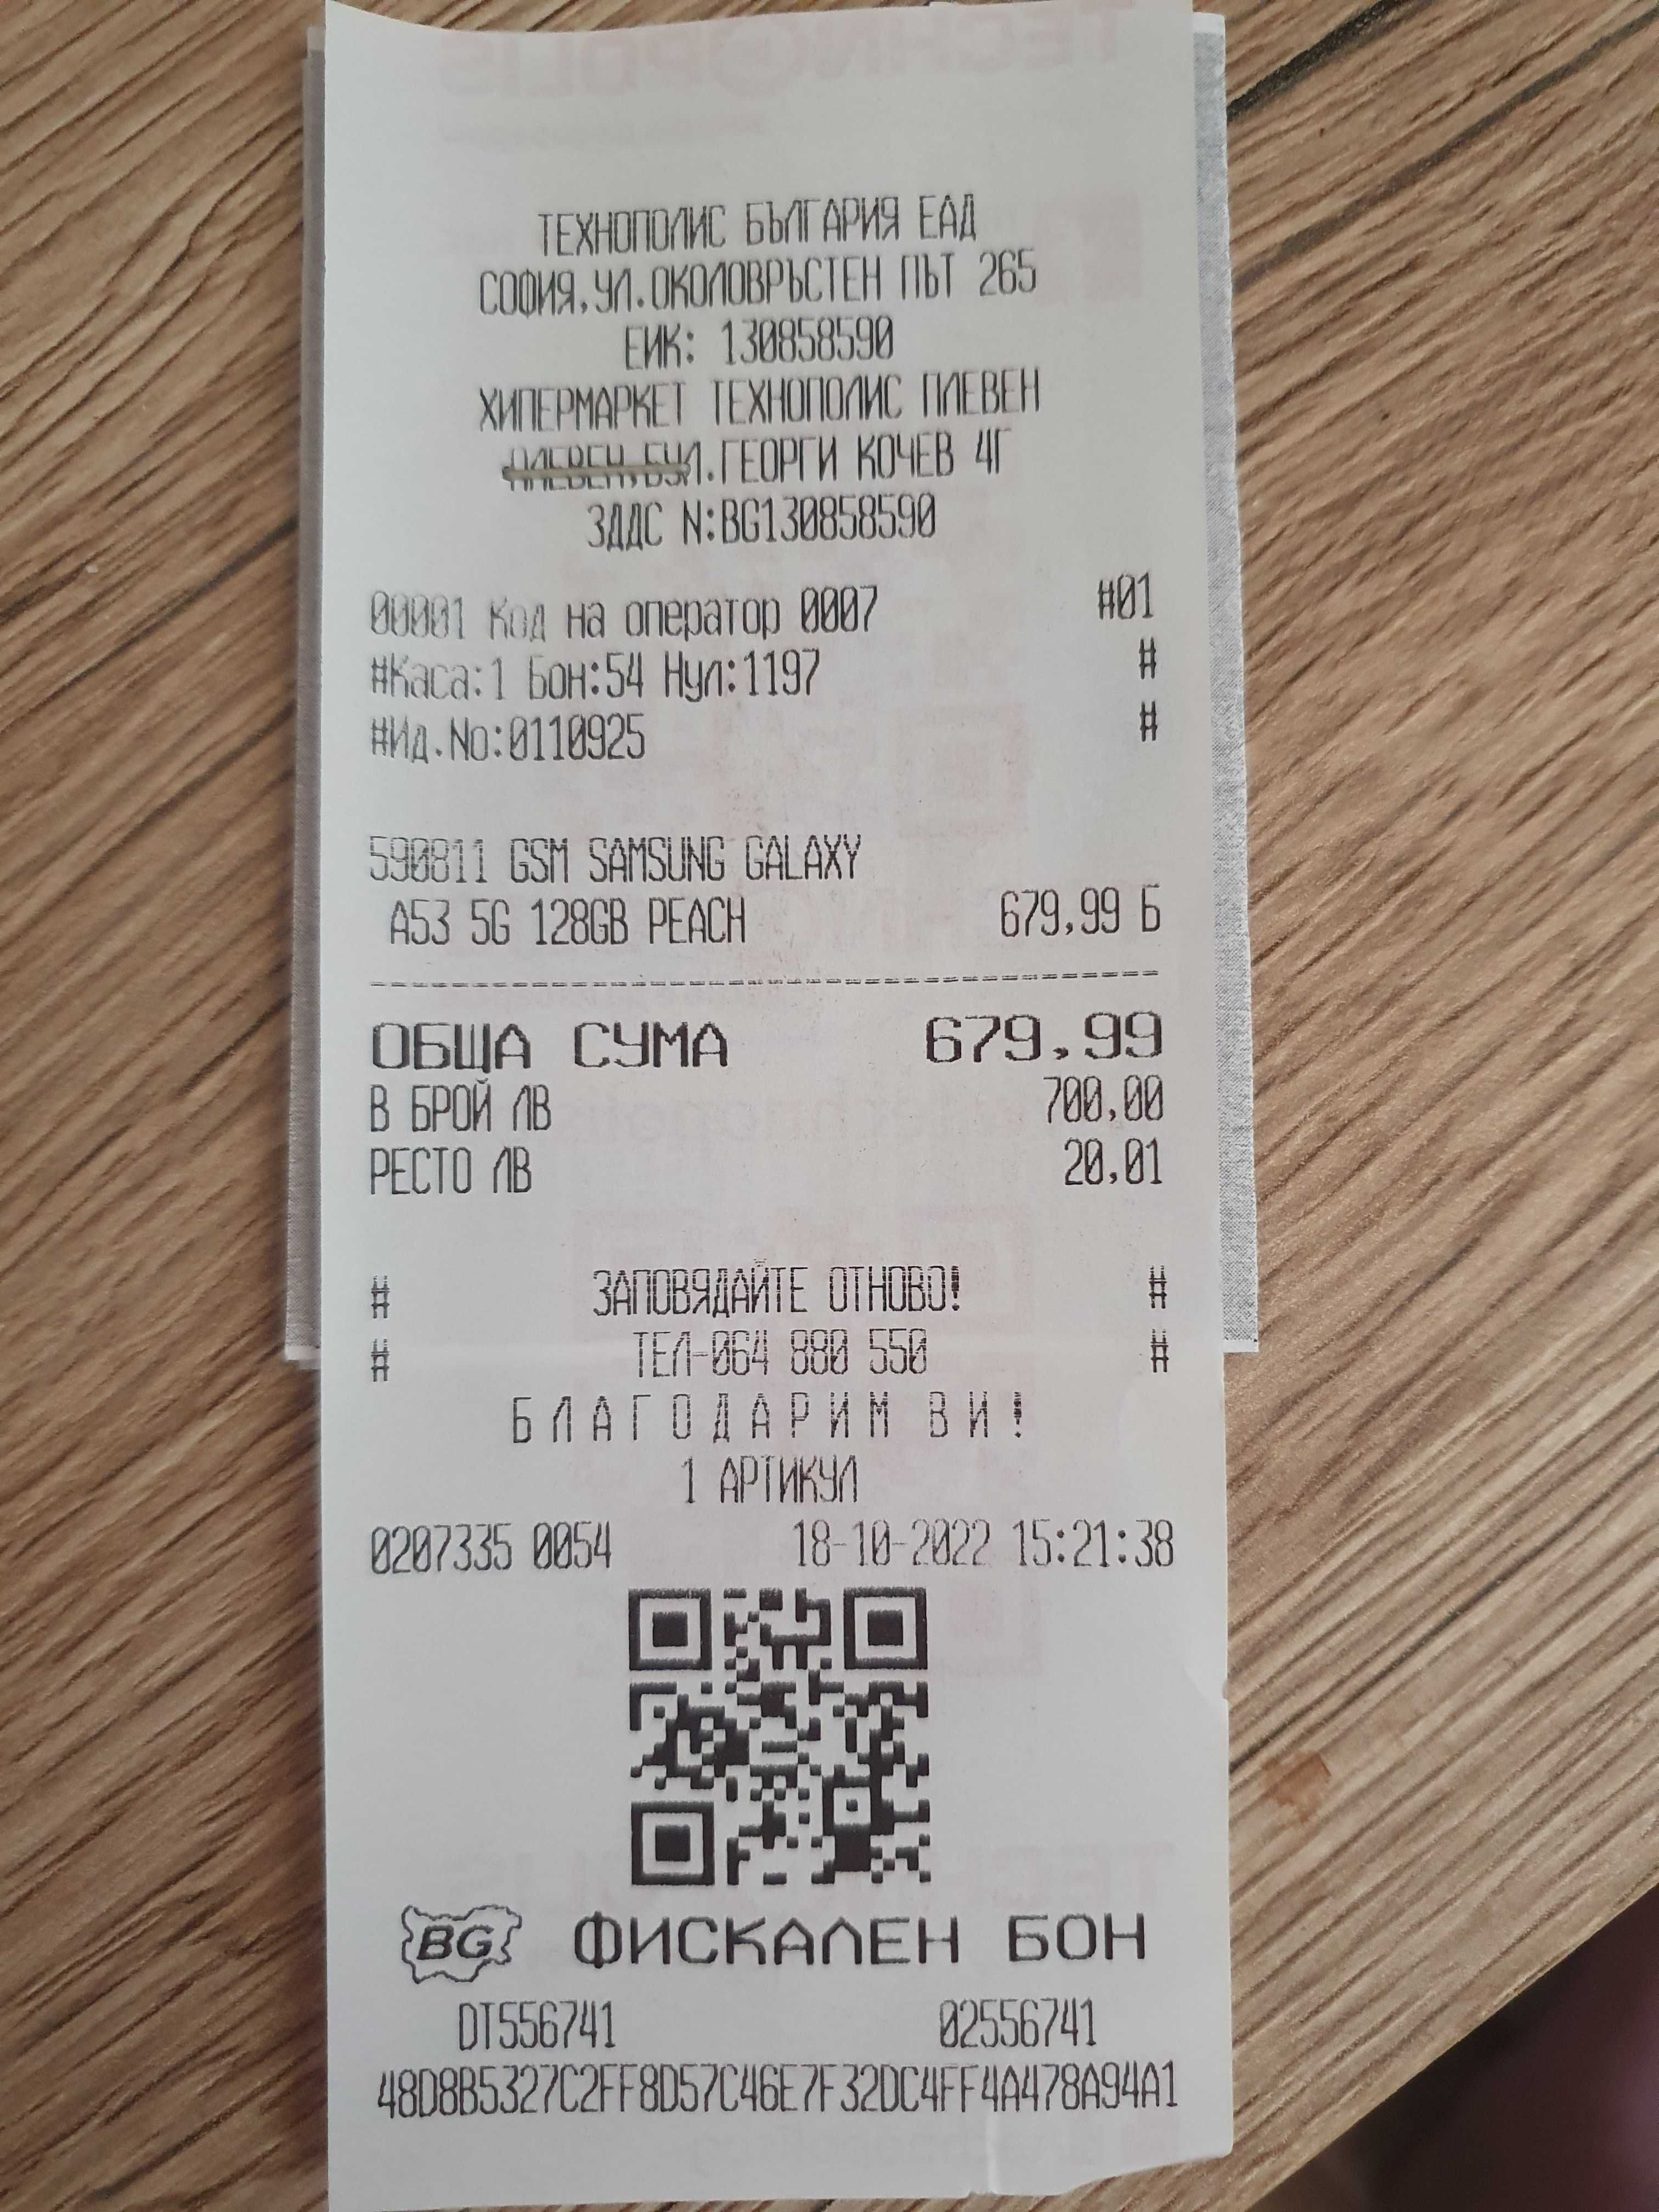 ТЕХНОПОЛИС БЪЛГАРИЯ ЕАД
СОФИЯ,УЛ.ОКОЛОВРЪСТЕН ПЪТ 265
ЕИК: 130858590
ХИПЕРМАРКЕТ ТЕХНОПОЛИС ПЛЕВЕН
ПЛЕВЕН,БУЛ.ГЕОРГИ КОЧЕВ 4Г
ЗДДС N:BG130858590
00001 Код на оператор 0007 #01
#Каса:1 Бон:54 Нул:1197 #
#Ид.No:0110925 #
590811 GSM SAMSUNG GALAXY
A53 5G 128GB PEACH 679,99 Б
ОБЩА СУМА 679,99
В БРОЙ ЛВ 700,00
РЕСТО ЛВ 20,01
# ЗАПОВЯДАЙТЕ ОТНОВО! #
# ТЕЛ-064 880 550 #
Б Л А Г О Д А Р И М  В И !
1 АРТИКУЛ
0207335 0054 18-10-2022 15:21:38
BG ФИСКАЛЕН БОН
DT556741 02556741
48D8B5327C2FF8D57C46E7F32DC4FF4A478A94A1